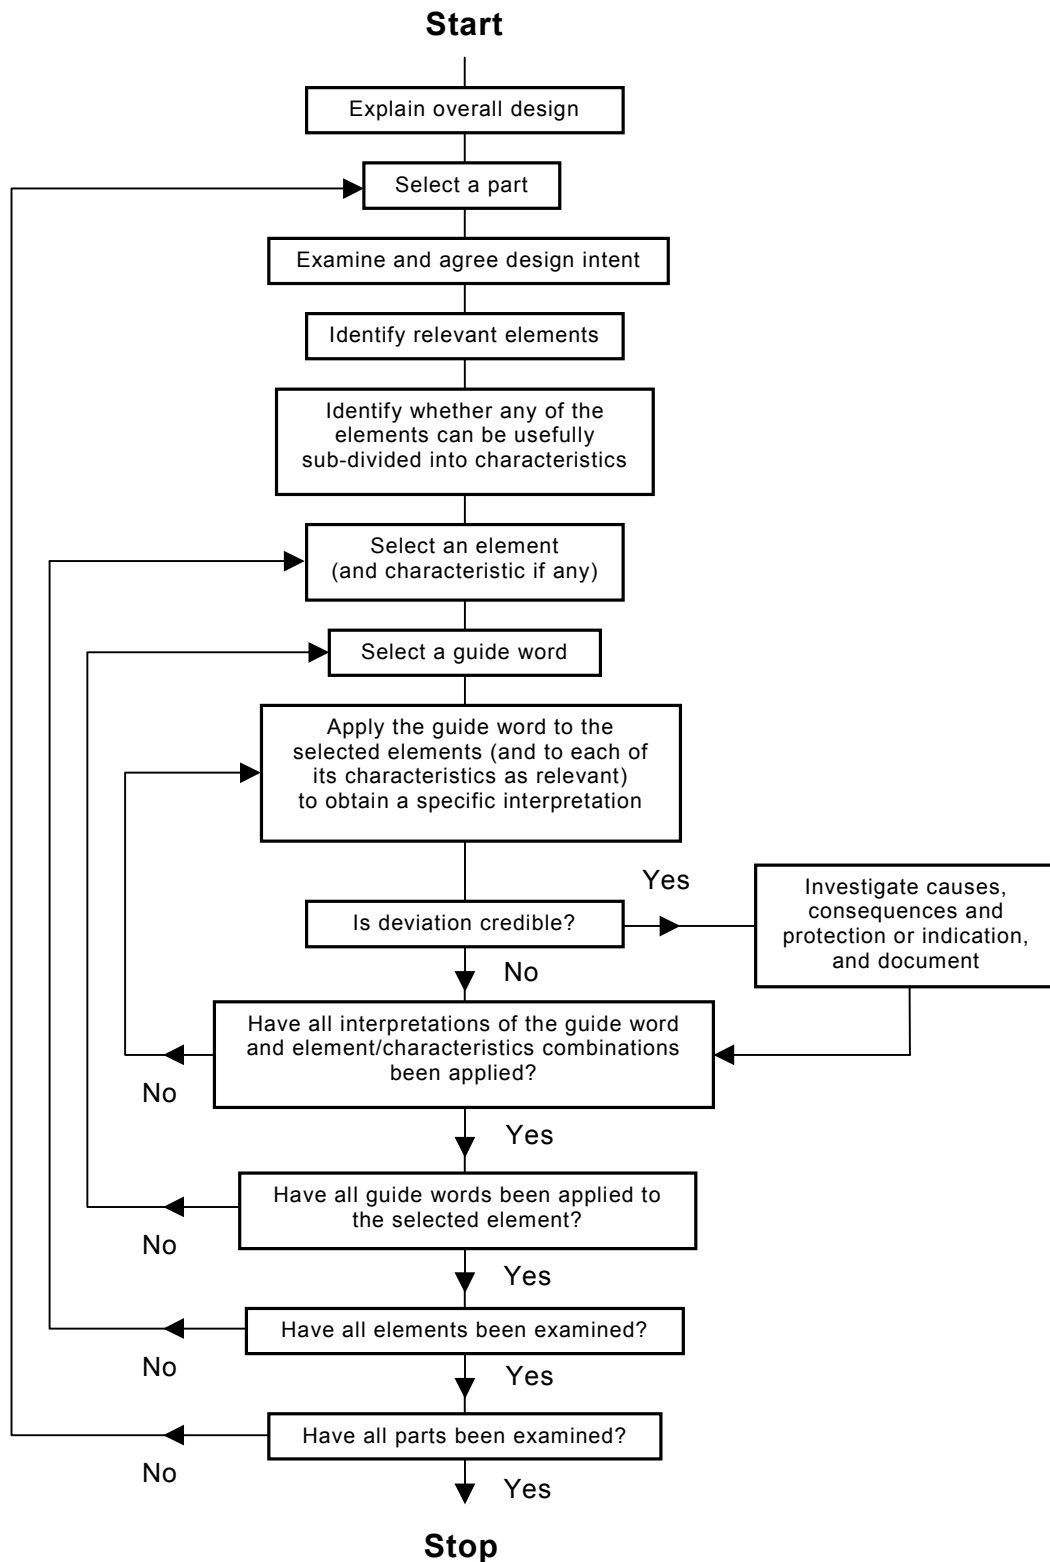 Start
Explain overall design
Select a part
Examine and agree design intent
Identify relevant elements
Identify whether any of the
elements can be usefully
sub-divided into characteristics
Select an element
(and characteristic if any)
Select a guide word
Apply the guide word to the
selected elements (and to each of
its characteristics as relevant)
to obtain a specific interpretation
Yes
Investigate causes,
consequences and
protection or indication,
and document
Is deviation credible?
No
Have all interpretations of the guide word
and element/characteristics combinations
been applied?
No
Yes
Have all guide words been applied to
the selected element?
No
Yes
Have all elements been examined?
No
Yes
Have all parts been examined?
No
Yes
Stop